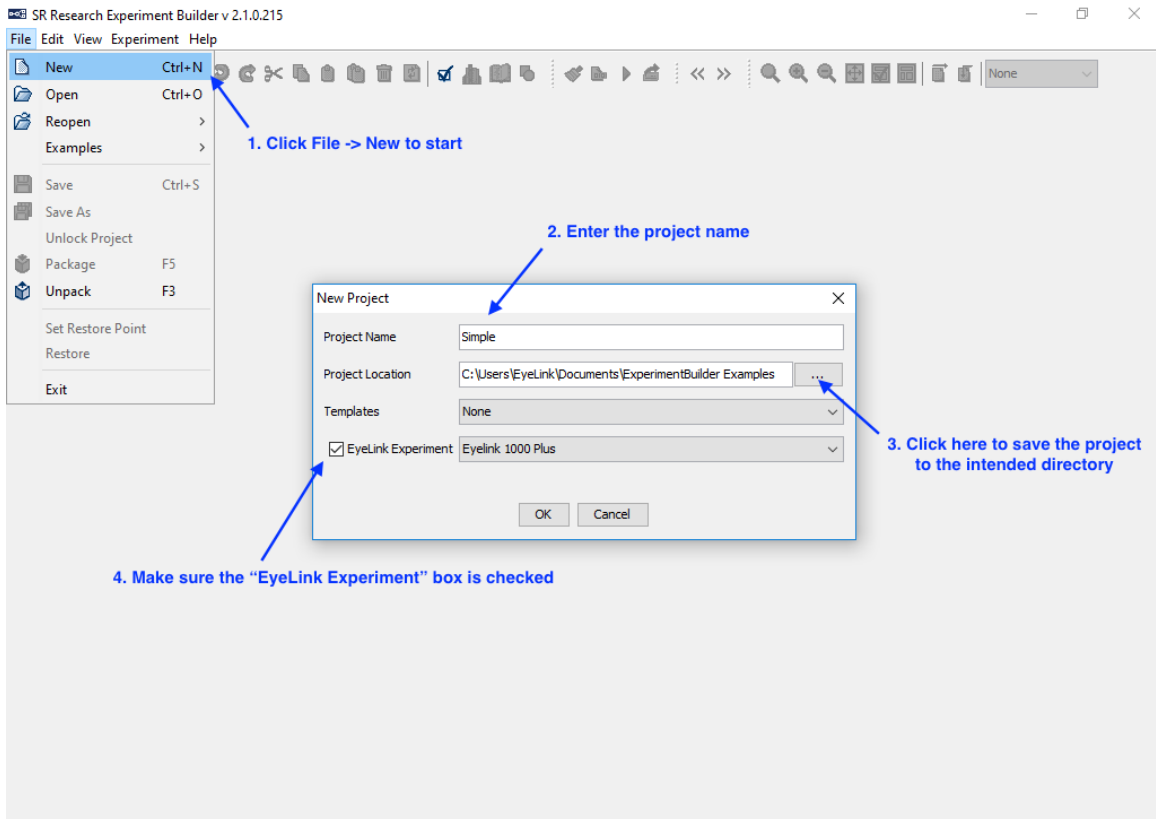 SR Research Experiment Builder v 2.1.0.215
File Edit View Experiment Help
New Ctrl+N
None
Open Ctrl+O
Reopen
Examples
1. Click File -> New to start
Save Ctrl+S
Save As
Unlock Project
Package F5
Unpack F3
Set Restore Point
Restore
Exit
2. Enter the project name
New Project
Project Name Simple
Project Location C:\Users\EyeLink\Documents\ExperimentBuilder Examples ...
Templates None
EyeLink Experiment Eyelink 1000 Plus
OK Cancel
3. Click here to save the project
to the intended directory
4. Make sure the “EyeLink Experiment” box is checked